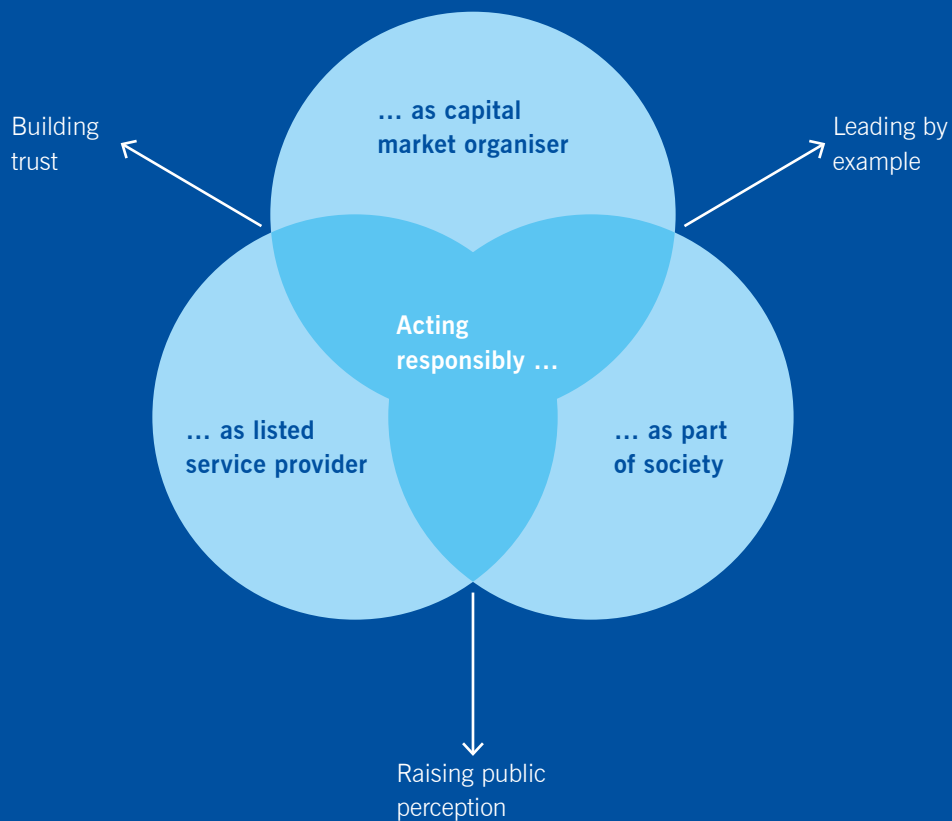 … as capital
market organiser
Building
trust
Leading by
example
Acting
responsibly …
… as listed
service provider
… as part
of society
Raising public
perception